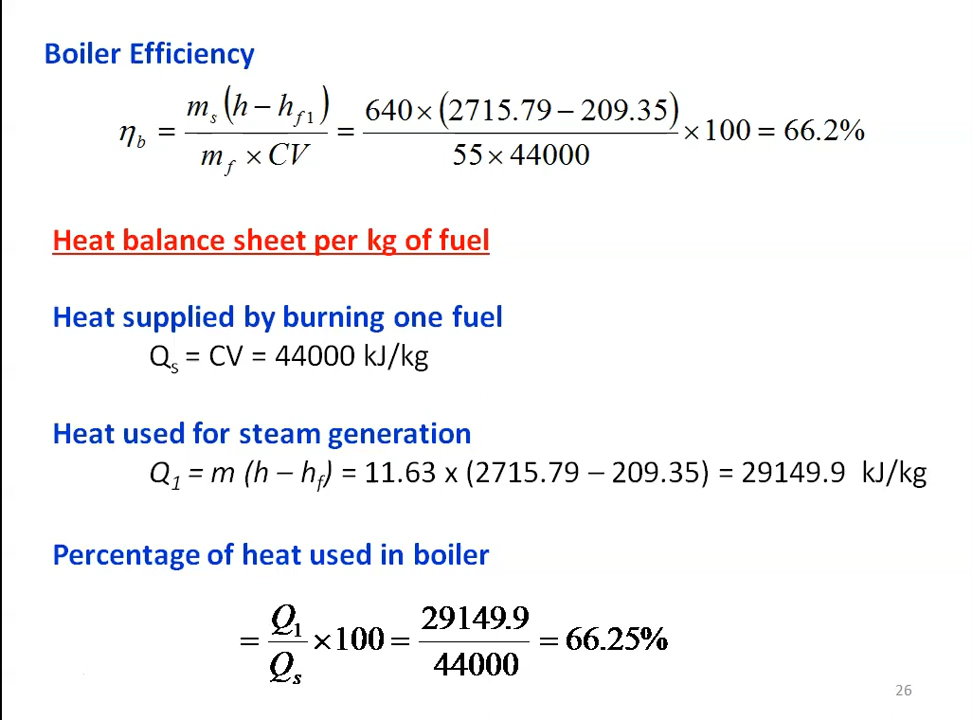 Boiler Efficiency
η_b = m_s (h − h_f1) / m_f × CV = 640 × (2715.79 − 209.35) / 55 × 44000 × 100 = 66.2%
Heat balance sheet per kg of fuel
Heat supplied by burning one fuel
Q_s = CV = 44000 kJ/kg
Heat used for steam generation
Q_1 = m (h – h_f) = 11.63 x (2715.79 – 209.35) = 29149.9 kJ/kg
Percentage of heat used in boiler
= Q_1 / Q_s × 100 = 29149.9 / 44000 = 66.25%
26